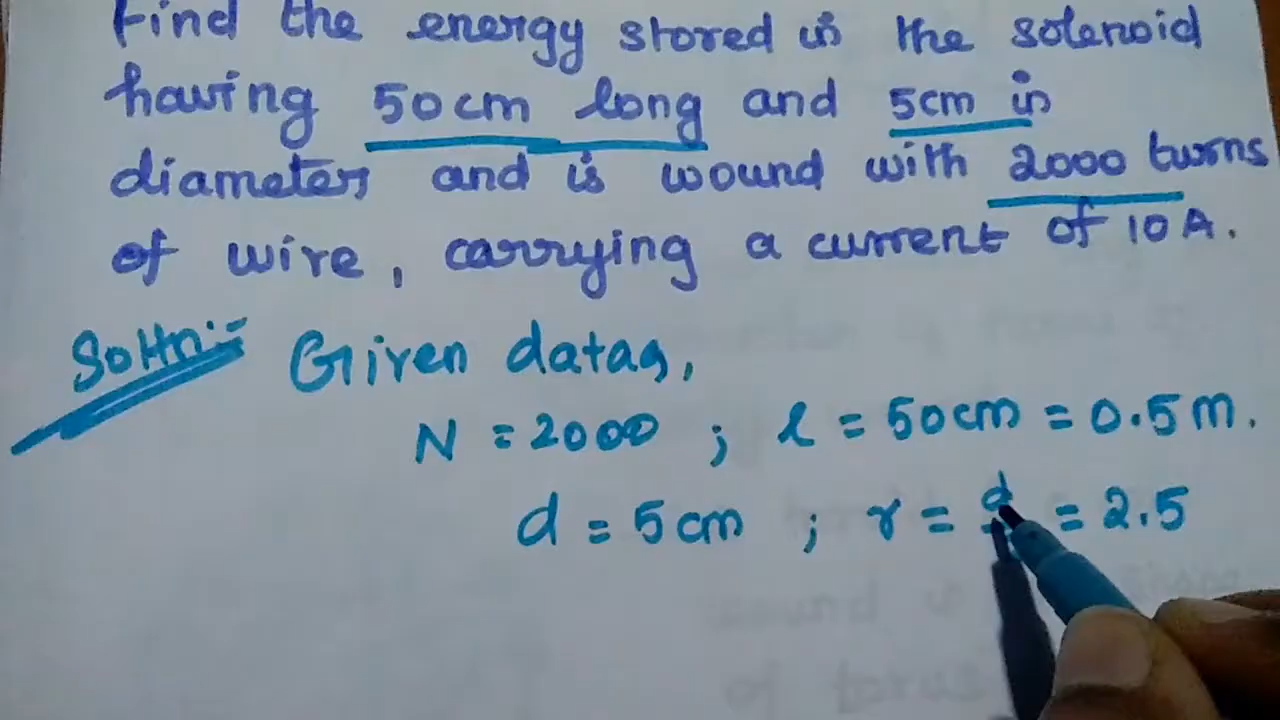 Find the energy stored in the solenoid
having 50cm long and 5cm in
diameter and is wound with 2000 turns
of wire, carrying a current of 10A.
Soltn:- Given datas,
N = 2000 ; l = 50cm = 0.5m.
d = 5cm ; r = d = 2.5